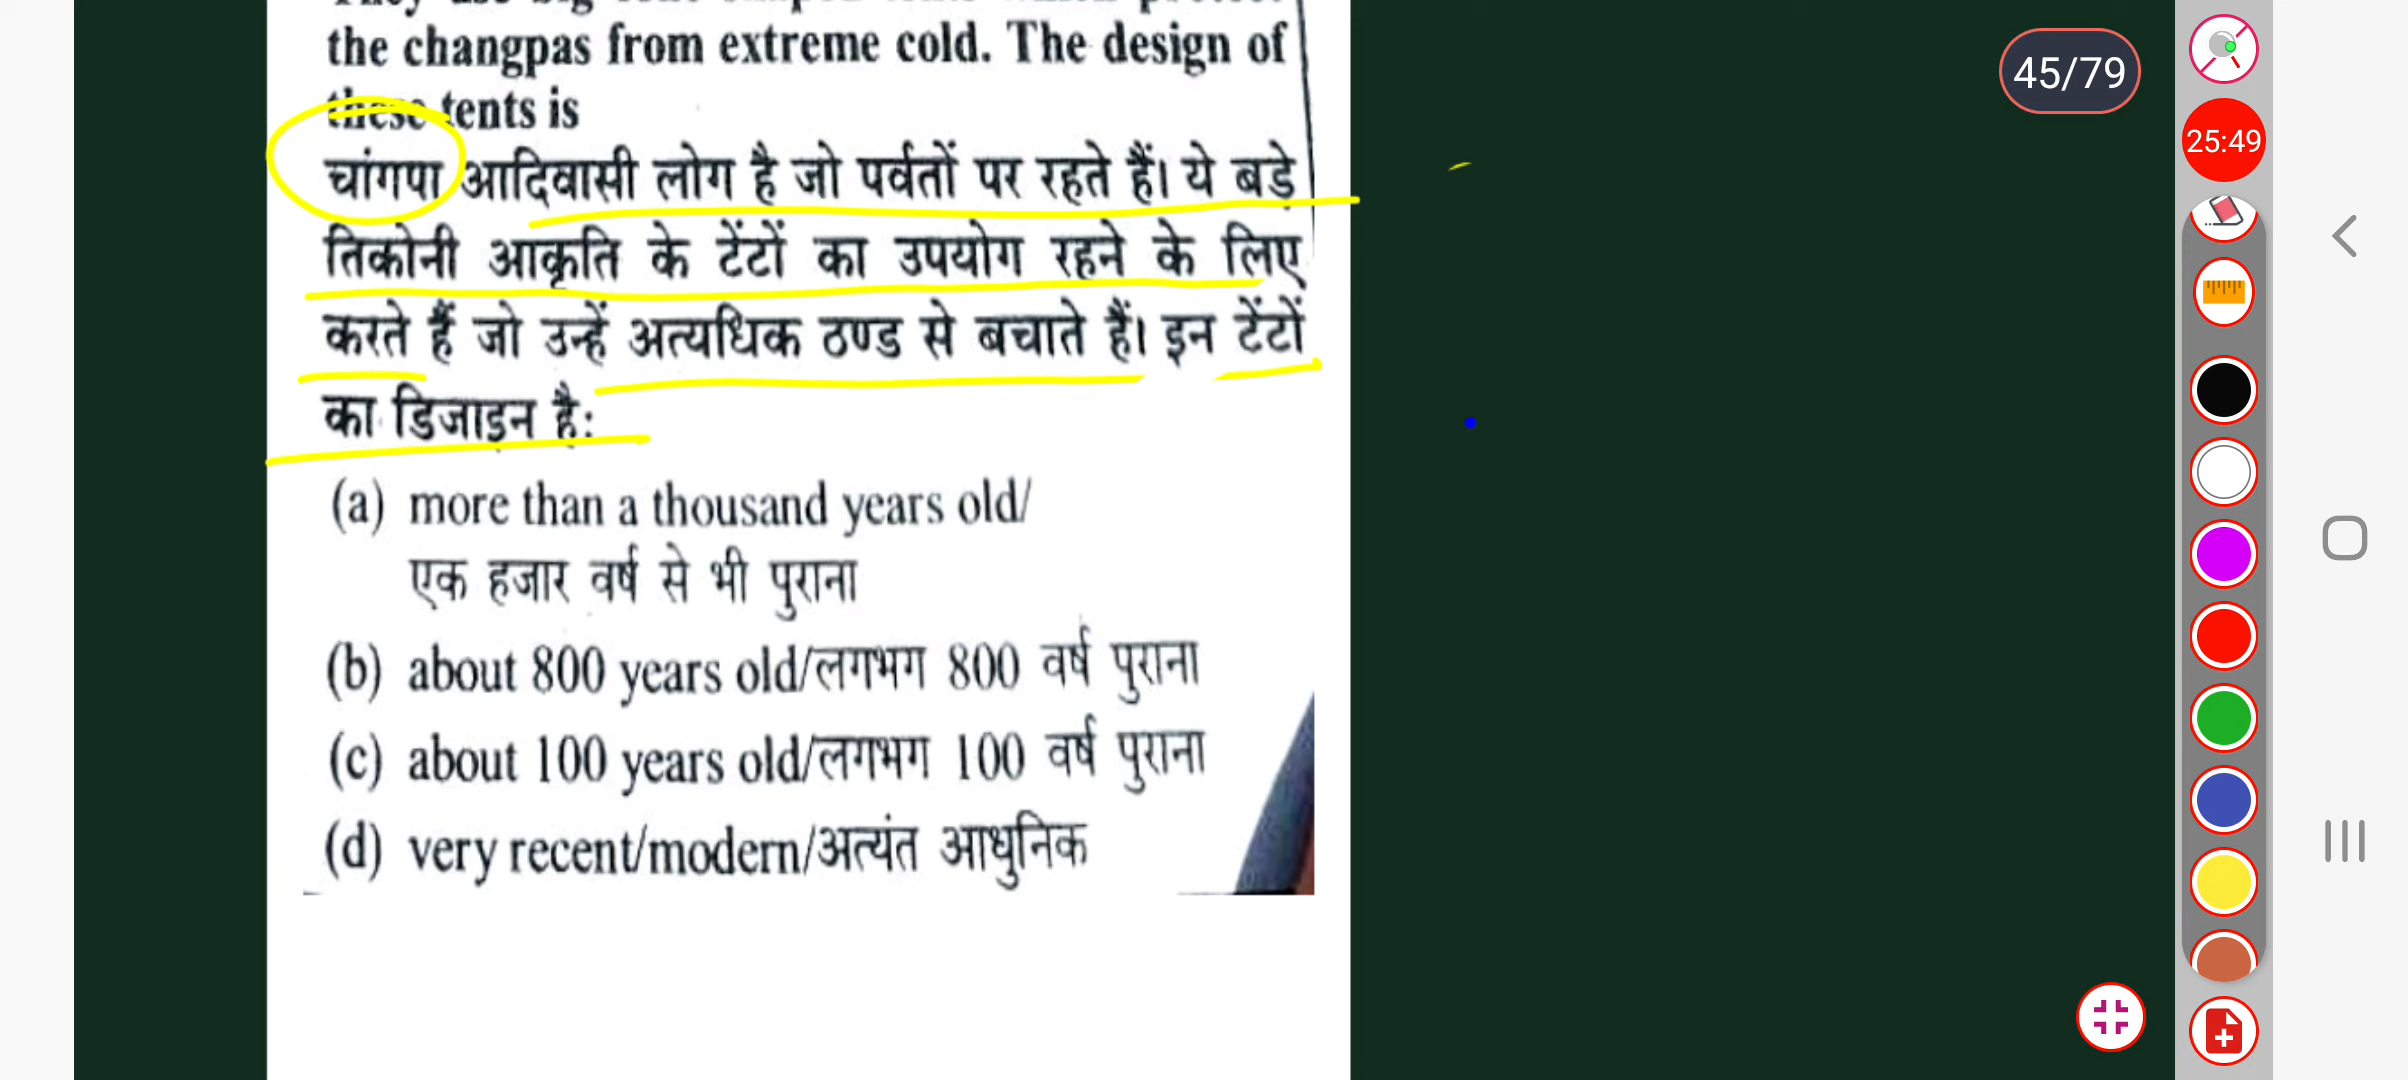 the changpas from extreme cold. The design of
these tents is
चांगपा आदिवासी लोग है जो पर्वतों पर रहते हैं। ये बड़े
तिकोनी आकृति के टेंटों का उपयोग रहने के लिए
करते हैं जो उन्हें अत्यधिक ठण्ड से बचाते हैं। इन टेंटों
का डिजाइन है:
(a) more than a thousand years old/
एक हजार वर्ष से भी पुराना
(b) about 800 years old/लगभग 800 वर्ष पुराना
(c) about 100 years old/लगभग 100 वर्ष पुराना
(d) very recent/modern/अत्यंत आधुनिक
45/79
25:49